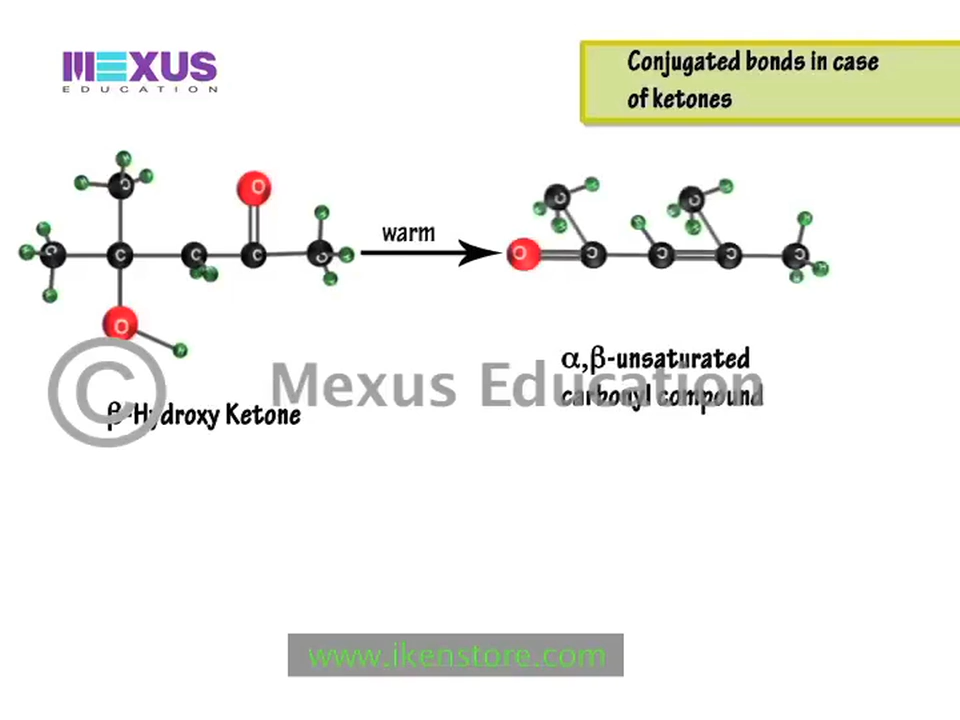 MEXUS
EDUCATION
Conjugated bonds in case
of ketones
H
H H
C
O
H H H
H C C C C C H
warm
H H H H
O
H
C H
C H
H H H H
H H H
O C C C C
H H
© Mexus Education
β-Hydroxy Ketone
α,β-unsaturated
carbonyl compound
www.ikenstore.com